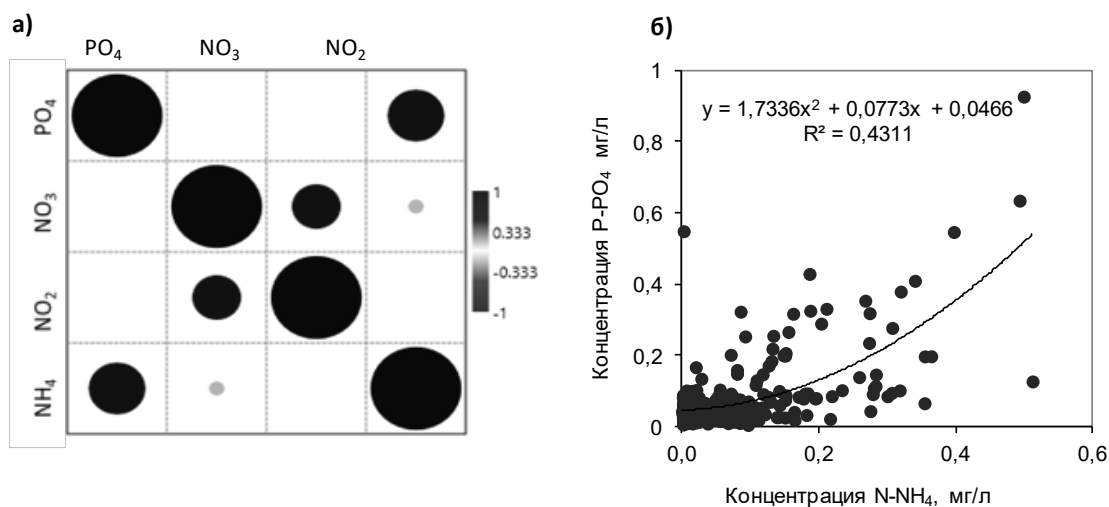 а)
PO₄ NO₃ NO₂
PO₄
NO₃
NO₂
NH₄
1
0.333
-0.333
-1
б)
y = 1,7336x² + 0,0773x + 0,0466
R² = 0,4311
Концентрация P-PO₄ мг/л
1
0,8
0,6
0,4
0,2
0
0,0 0,2 0,4 0,6
Концентрация N-NH₄, мг/л